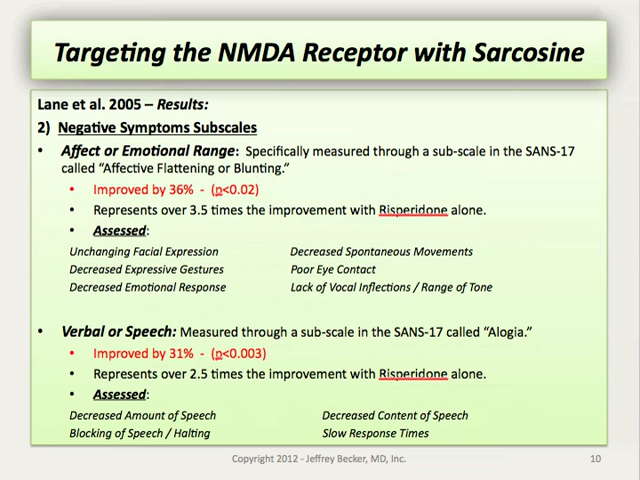 Targeting the NMDA Receptor with Sarcosine
Lane et al. 2005 – Results:
2) Negative Symptoms Subscales
• Affect or Emotional Range: Specifically measured through a sub-scale in the SANS-17
called “Affective Flattening or Blunting.”
• Improved by 36% - (p<0.02)
• Represents over 3.5 times the improvement with Risperidone alone.
• Assessed:
Unchanging Facial Expression Decreased Spontaneous Movements
Decreased Expressive Gestures Poor Eye Contact
Decreased Emotional Response Lack of Vocal Inflections / Range of Tone
• Verbal or Speech: Measured through a sub-scale in the SANS-17 called “Alogia.”
• Improved by 31% - (p<0.003)
• Represents over 2.5 times the improvement with Risperidone alone.
• Assessed:
Decreased Amount of Speech Decreased Content of Speech
Blocking of Speech / Halting Slow Response Times
Copyright 2012 - Jeffrey Becker, MD, Inc. 10